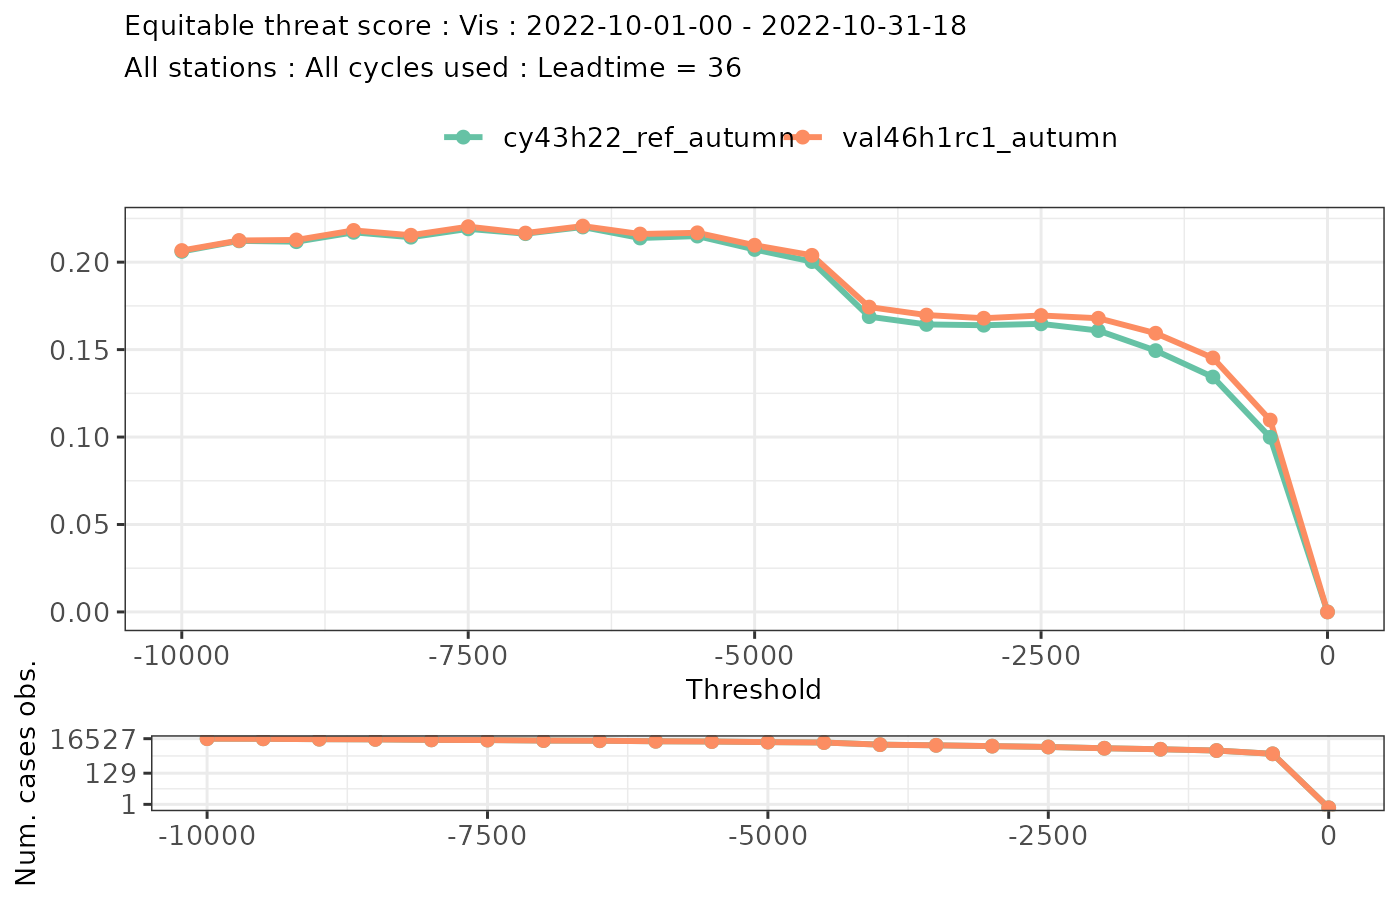 Equitable threat score : Vis : 2022-10-01-00 - 2022-10-31-18
All stations : All cycles used : Leadtime = 36
cy43h22_ref_autumn val46h1rc1_autumn
0.20
0.15
0.10
0.05
0.00
-10000 -7500 -5000 -2500 0
Threshold
Num. cases obs.
16527
129
1
-10000 -7500 -5000 -2500 0